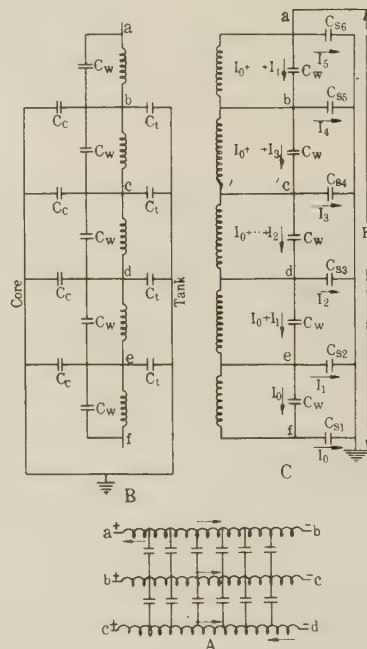 a
C_W
b
C_C
C_t
C_W
c
C_C
C_t
C_W
d
C_C
C_t
C_W
e
C_C
C_t
C_W
f
Core
Tank
B
a
C_S6
I_5
I_0+ ··+I_1
C_W
b
C_S5
I_4
I_0+ ··+I_3
C_W
c
C_S4
I_3
I_0+···+I_2
C_W
d
C_S3
I_2
I_0+I_1
C_W
e
C_S2
I_1
I_0
C_W
f
C_S1
I_0
C
a + − b
b + − c
c + − d
A